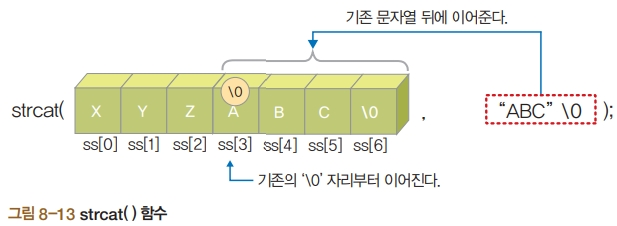 기존 문자열 뒤에 이어준다.
\0
strcat( X Y Z A B C \0 , “ABC” \0 );
ss[0] ss[1] ss[2] ss[3] ss[4] ss[5] ss[6]
기존의 ‘\0’ 자리부터 이어진다.
그림 8-13 strcat( ) 함수